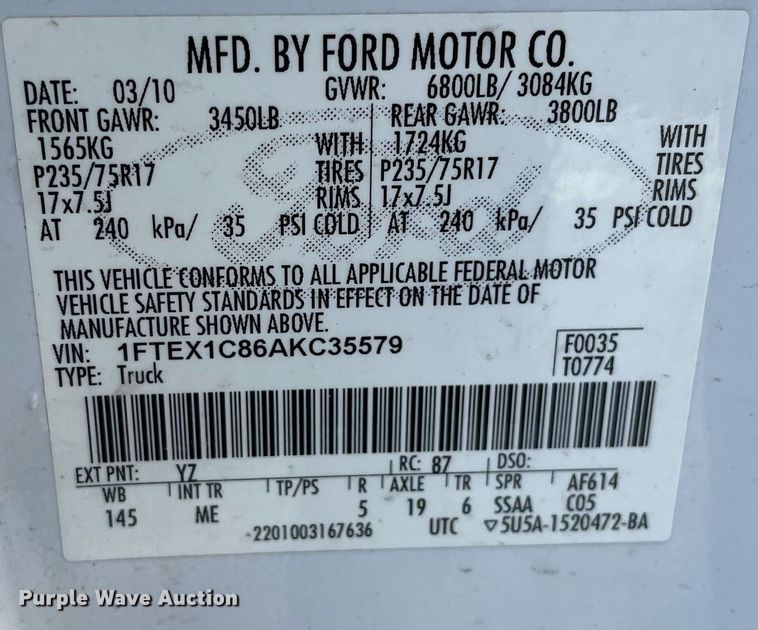 MFD. BY FORD MOTOR CO.
DATE: 03/10 GVWR: 6800LB/ 3084KG
FRONT GAWR: 3450LB REAR GAWR: 3800LB
1565KG WITH 1724KG WITH
P235/75R17 TIRES P235/75R17 TIRES
17x7.5J RIMS 17x7.5J RIMS
AT 240 kPa/ 35 PSI COLD AT 240 kPa/ 35 PSI COLD
Ford
THIS VEHICLE CONFORMS TO ALL APPLICABLE FEDERAL MOTOR
VEHICLE SAFETY STANDARDS IN EFFECT ON THE DATE OF
MANUFACTURE SHOWN ABOVE.
VIN: 1FTEX1C86AKC35579 F0035
TYPE: Truck T0774
EXT PNT: YZ RC: 87 DSO:
WB INT TR TP/PS R AXLE TR SPR AF614
145 ME 5 19 6 SSAA C05
-2201003167636 UTC ▽5U5A-1520472-BA
Purple Wave Auction